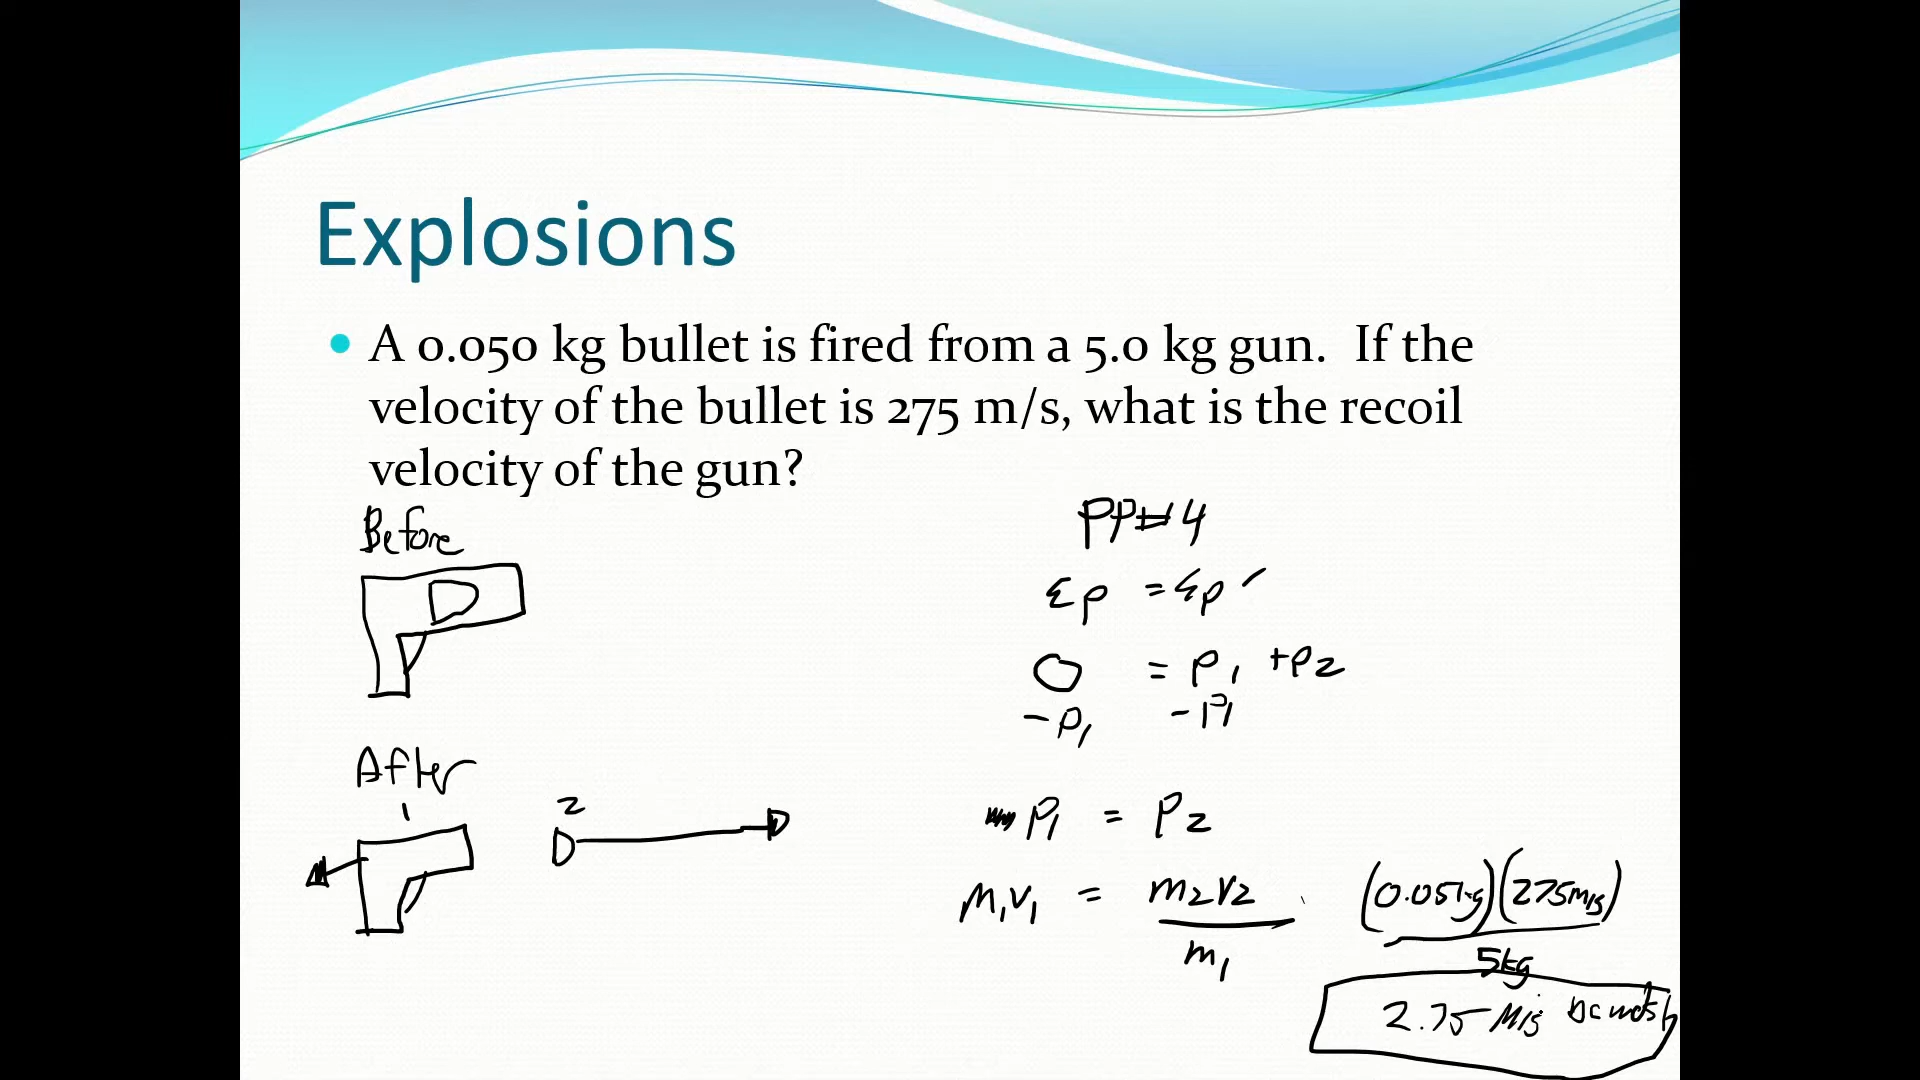 Explosions
A 0.050 kg bullet is fired from a 5.0 kg gun. If the
velocity of the bullet is 275 m/s, what is the recoil
velocity of the gun?
Before
After
1
2
PP#4
Σp = Σp ′
0 = p1 + p2
-p1 -p1
p1 = p2
m1v1 = m2v2
m1
(0.05kg)(275m/s)
5kg
2.75 m/s